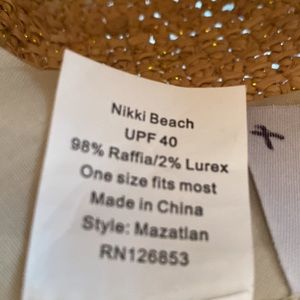 Nikki Beach
UPF 40
98% Raffia/2% Lurex
One size fits most
Made in China
Style: Mazatlan
RN126853